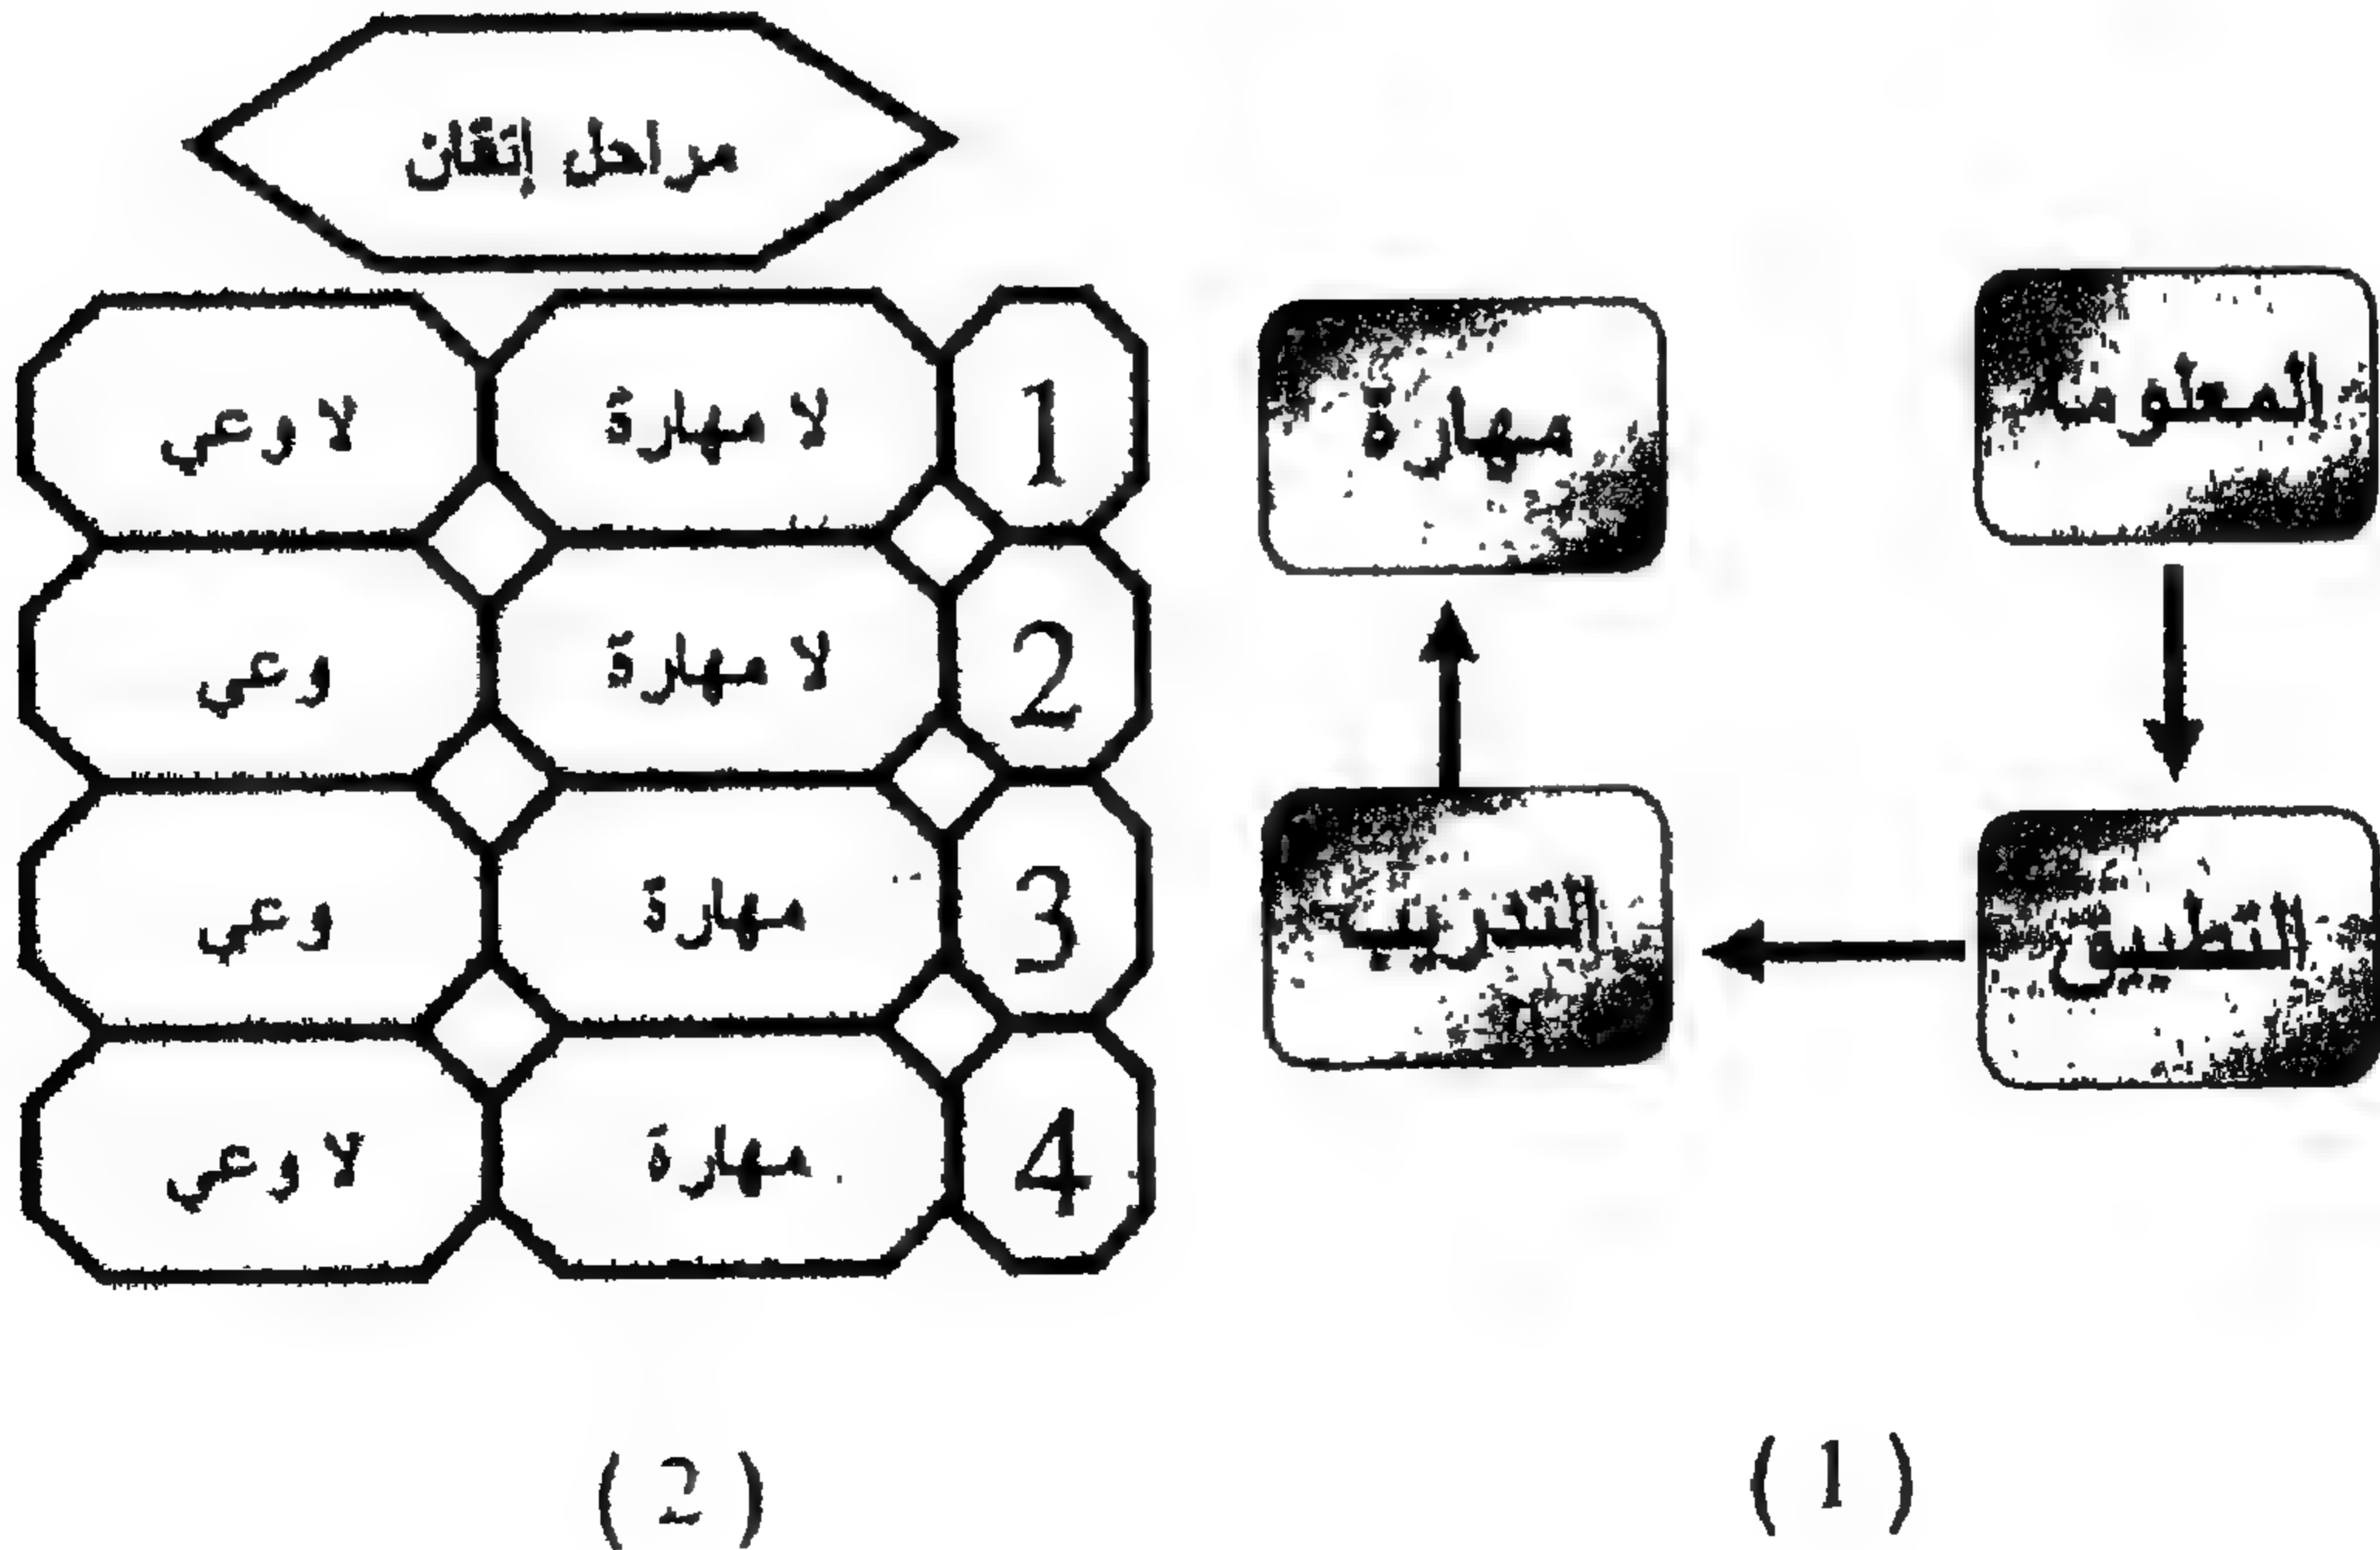 المعلوما
التطبيق
التدريب
مهارة
( 1 )
مراحل إتقان
1 لا مهارة لا وعي
2 لا مهارة وعي
3 مهارة وعي
4 مهارة لا وعي
( 2 )